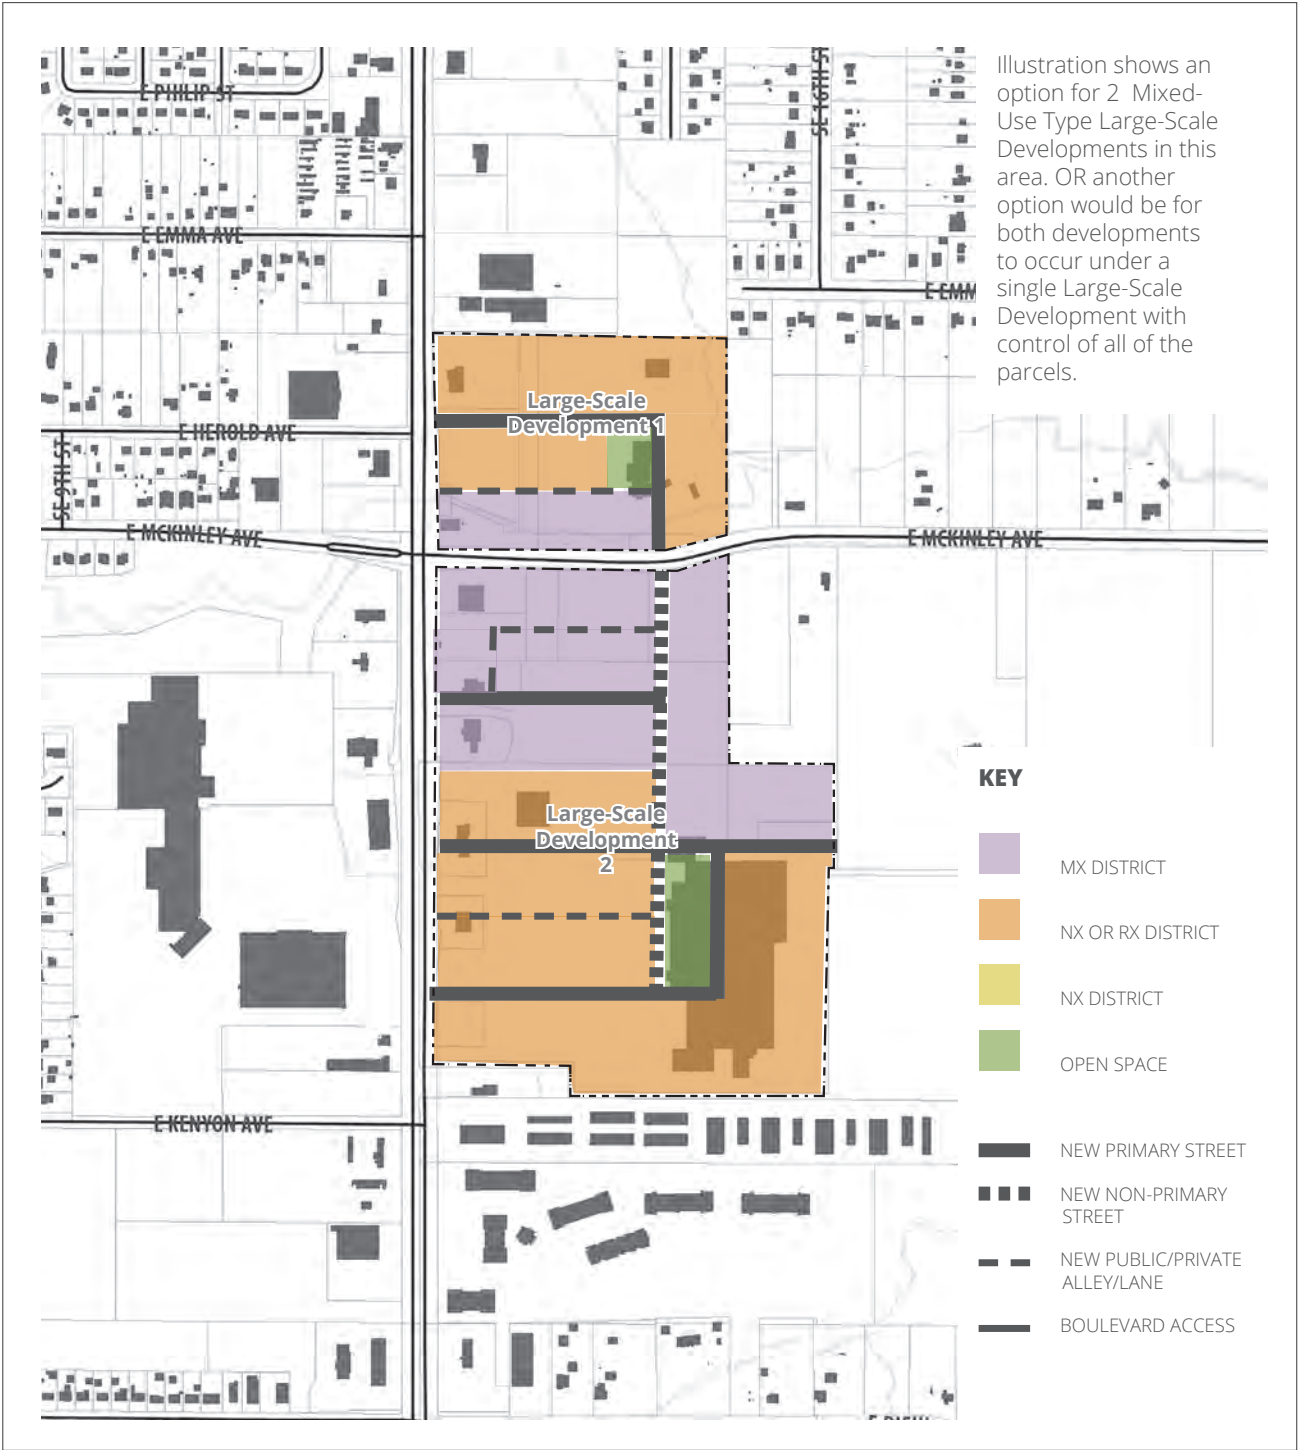 Illustration shows an
option for 2 Mixed-
Use Type Large-Scale
Developments in this
area. OR another
option would be for
both developments
to occur under a
single Large-Scale
Development with
control of all of the
parcels.
E PHILIP ST
SE 16TH ST
E EMMA AVE
E EMM
Large-Scale
Development 1
E HEROLD AVE
SE 9TH ST
E MCKINLEY AVE
E MCKINLEY AVE
Large-Scale
Development
2
E KENYON AVE
KEY
MX DISTRICT
NX OR RX DISTRICT
NX DISTRICT
OPEN SPACE
NEW PRIMARY STREET
NEW NON-PRIMARY
STREET
NEW PUBLIC/PRIVATE
ALLEY/LANE
BOULEVARD ACCESS